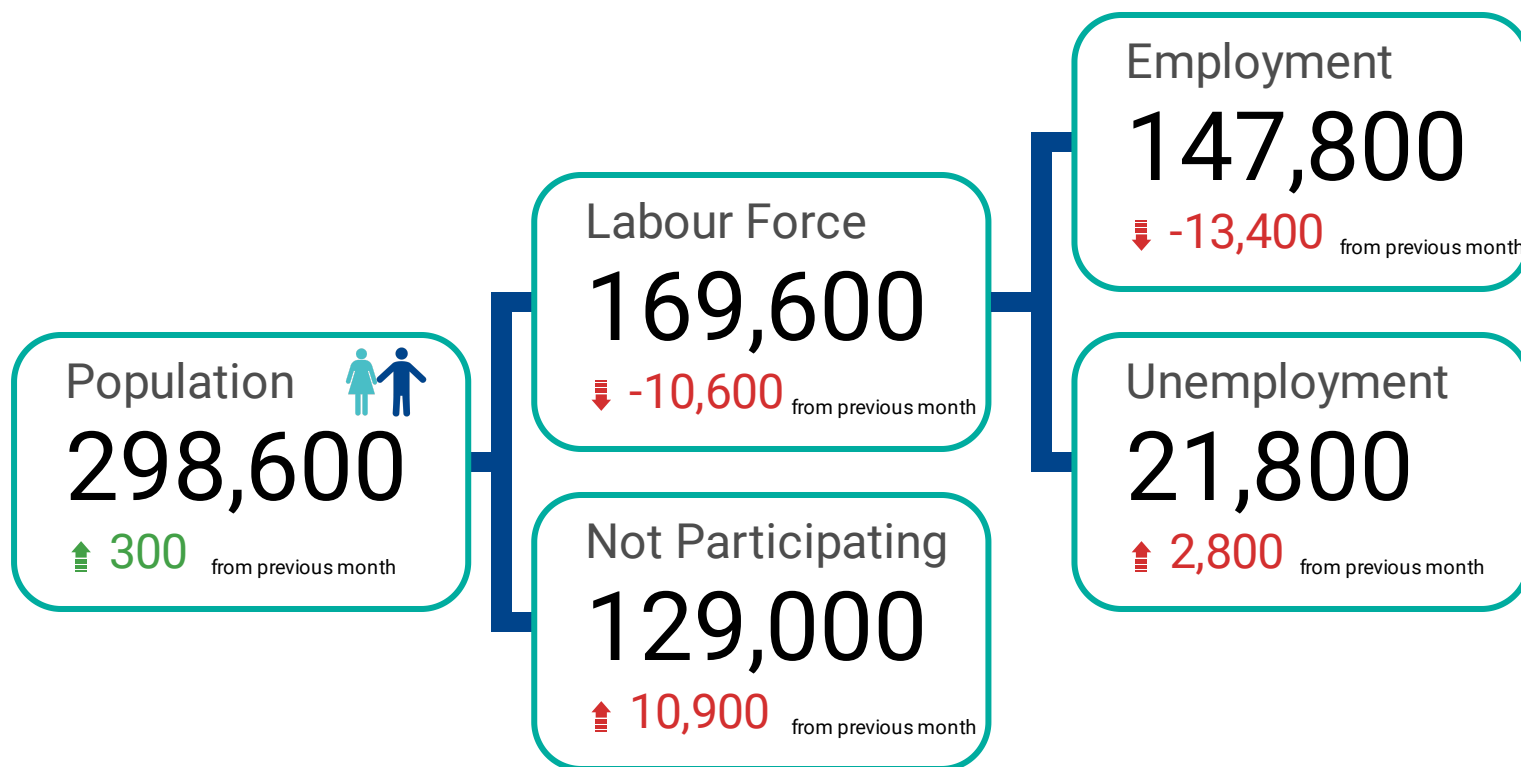 Population
298,600
300 from previous month
Labour Force
169,600
-10,600 from previous month
Not Participating
129,000
10,900 from previous month
Employment
147,800
-13,400 from previous month
Unemployment
21,800
2,800 from previous month